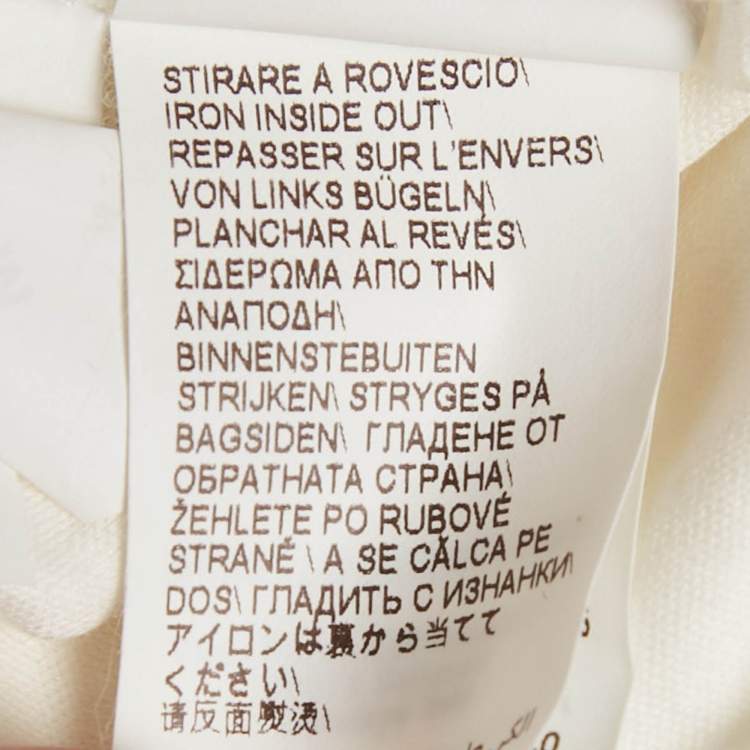 STIRARE A ROVESCIO\
IRON INSIDE OUT\
REPASSER SUR L'ENVERS\
VON LINKS BÜGELN\
PLANCHAR AL REVÉS\
ΣΙΔΕΡΩΜΑ ΑΠΟ ΤΗΝ
ΑΝΑΠΟΔΗ\
BINNENSTEBUITEN
STRIJKEN\ STRYGES PÅ
BAGSIDEN\ ГЛАДЕНЕ ОТ
ОБРАТНАТА СТРАНА\
ŽEHLETE PO RUBOVÉ
STRANĚ \ A SE CĂLCA PE
DOS\ ГЛАДИТЬ С ИЗНАНКИ\
アイロンは裏から当てて
ください\
请反面熨烫\